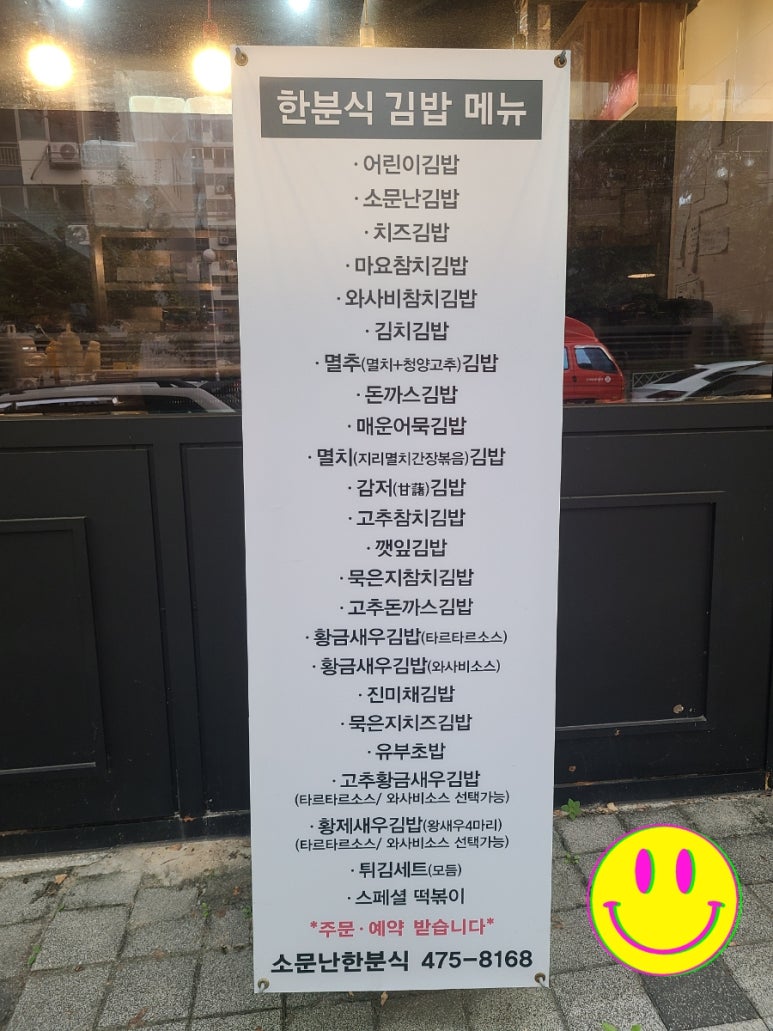 한분식 김밥 메뉴
·어린이김밥
·소문난김밥
·치즈김밥
·마요참치김밥
·와사비참치김밥
·김치김밥
·멸추(멸치+청양고추)김밥
·돈까스김밥
·매운어묵김밥
·멸치(지리멸치간장볶음)김밥
·감저(甘藷)김밥
·고추참치김밥
·깻잎김밥
·묵은지참치김밥
·고추돈까스김밥
·황금새우김밥(타르타르소스)
·황금새우김밥(와사비소스)
·진미채김밥
·묵은지치즈김밥
·유부초밥
·고추황금새우김밥
(타르타르소스/ 와사비소스 선택가능)
·황제새우김밥(왕새우4마리)
(타르타르소스/ 와사비소스 선택가능)
·튀김세트(모듬)
·스페셜 떡볶이
*주문·예약 받습니다*
소문난한분식 475-8168